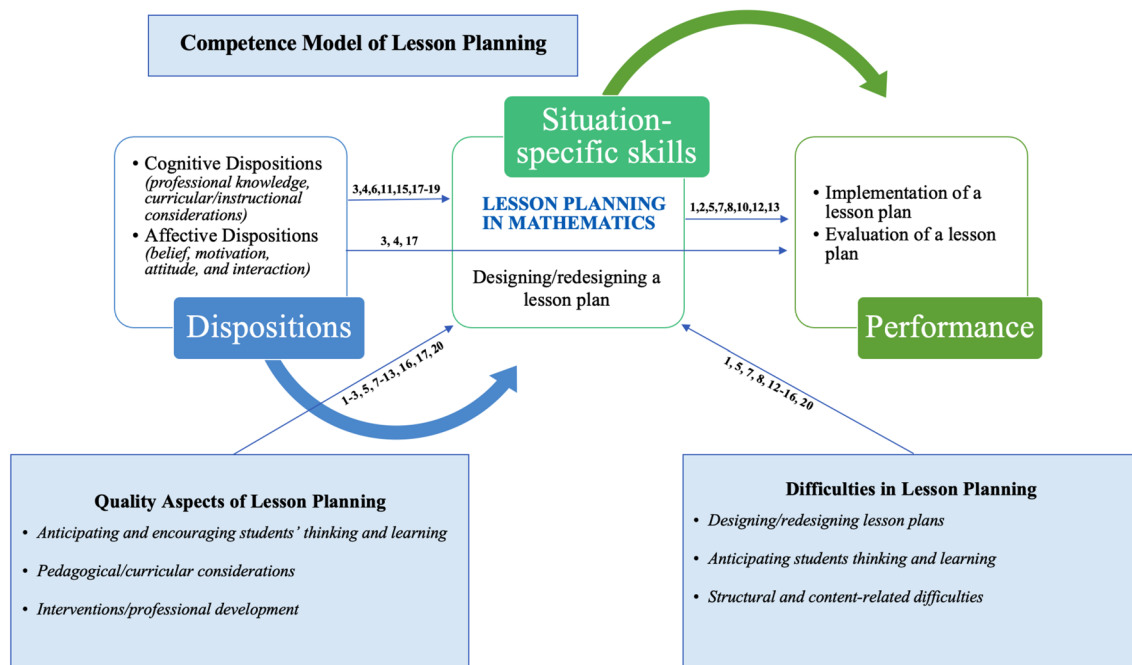 Competence Model of Lesson Planning
• Cognitive Dispositions
(professional knowledge,
curricular/instructional
considerations)
• Affective Dispositions
(belief, motivation,
attitude, and interaction)
Dispositions
3,4,6,11,15,17-19
3, 4, 17
Situation-
specific skills
LESSON PLANNING
IN MATHEMATICS
Designing/redesigning a
lesson plan
1,2,5,7,8,10,12,13
• Implementation of a
lesson plan
• Evaluation of a lesson
plan
Performance
1-3, 5, 7-13, 16, 17, 20
1, 5, 7, 8, 12-16, 20
Quality Aspects of Lesson Planning
• Anticipating and encouraging students’ thinking and learning
• Pedagogical/curricular considerations
• Interventions/professional development
Difficulties in Lesson Planning
• Designing/redesigning lesson plans
• Anticipating students thinking and learning
• Structural and content-related difficulties